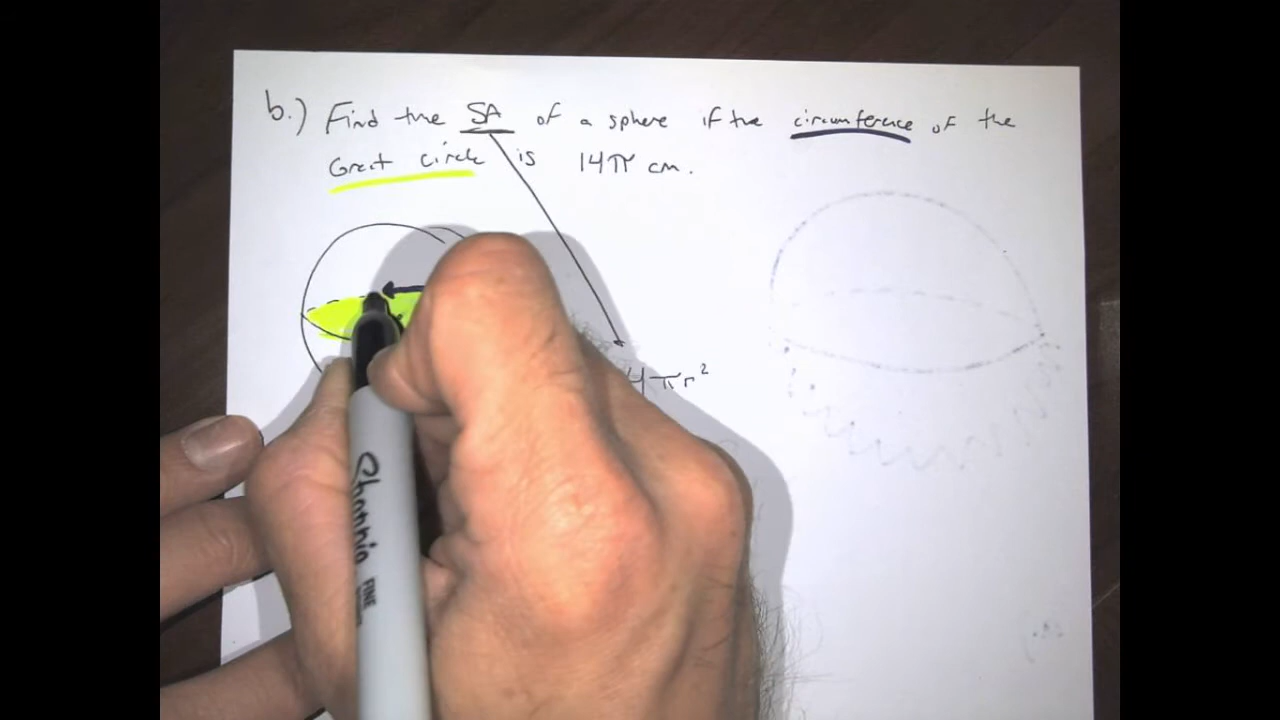 b.) Find the SA of a sphere if the circumference of the
Great circle is 14π cm.
4πr²
Sharpie
FINE